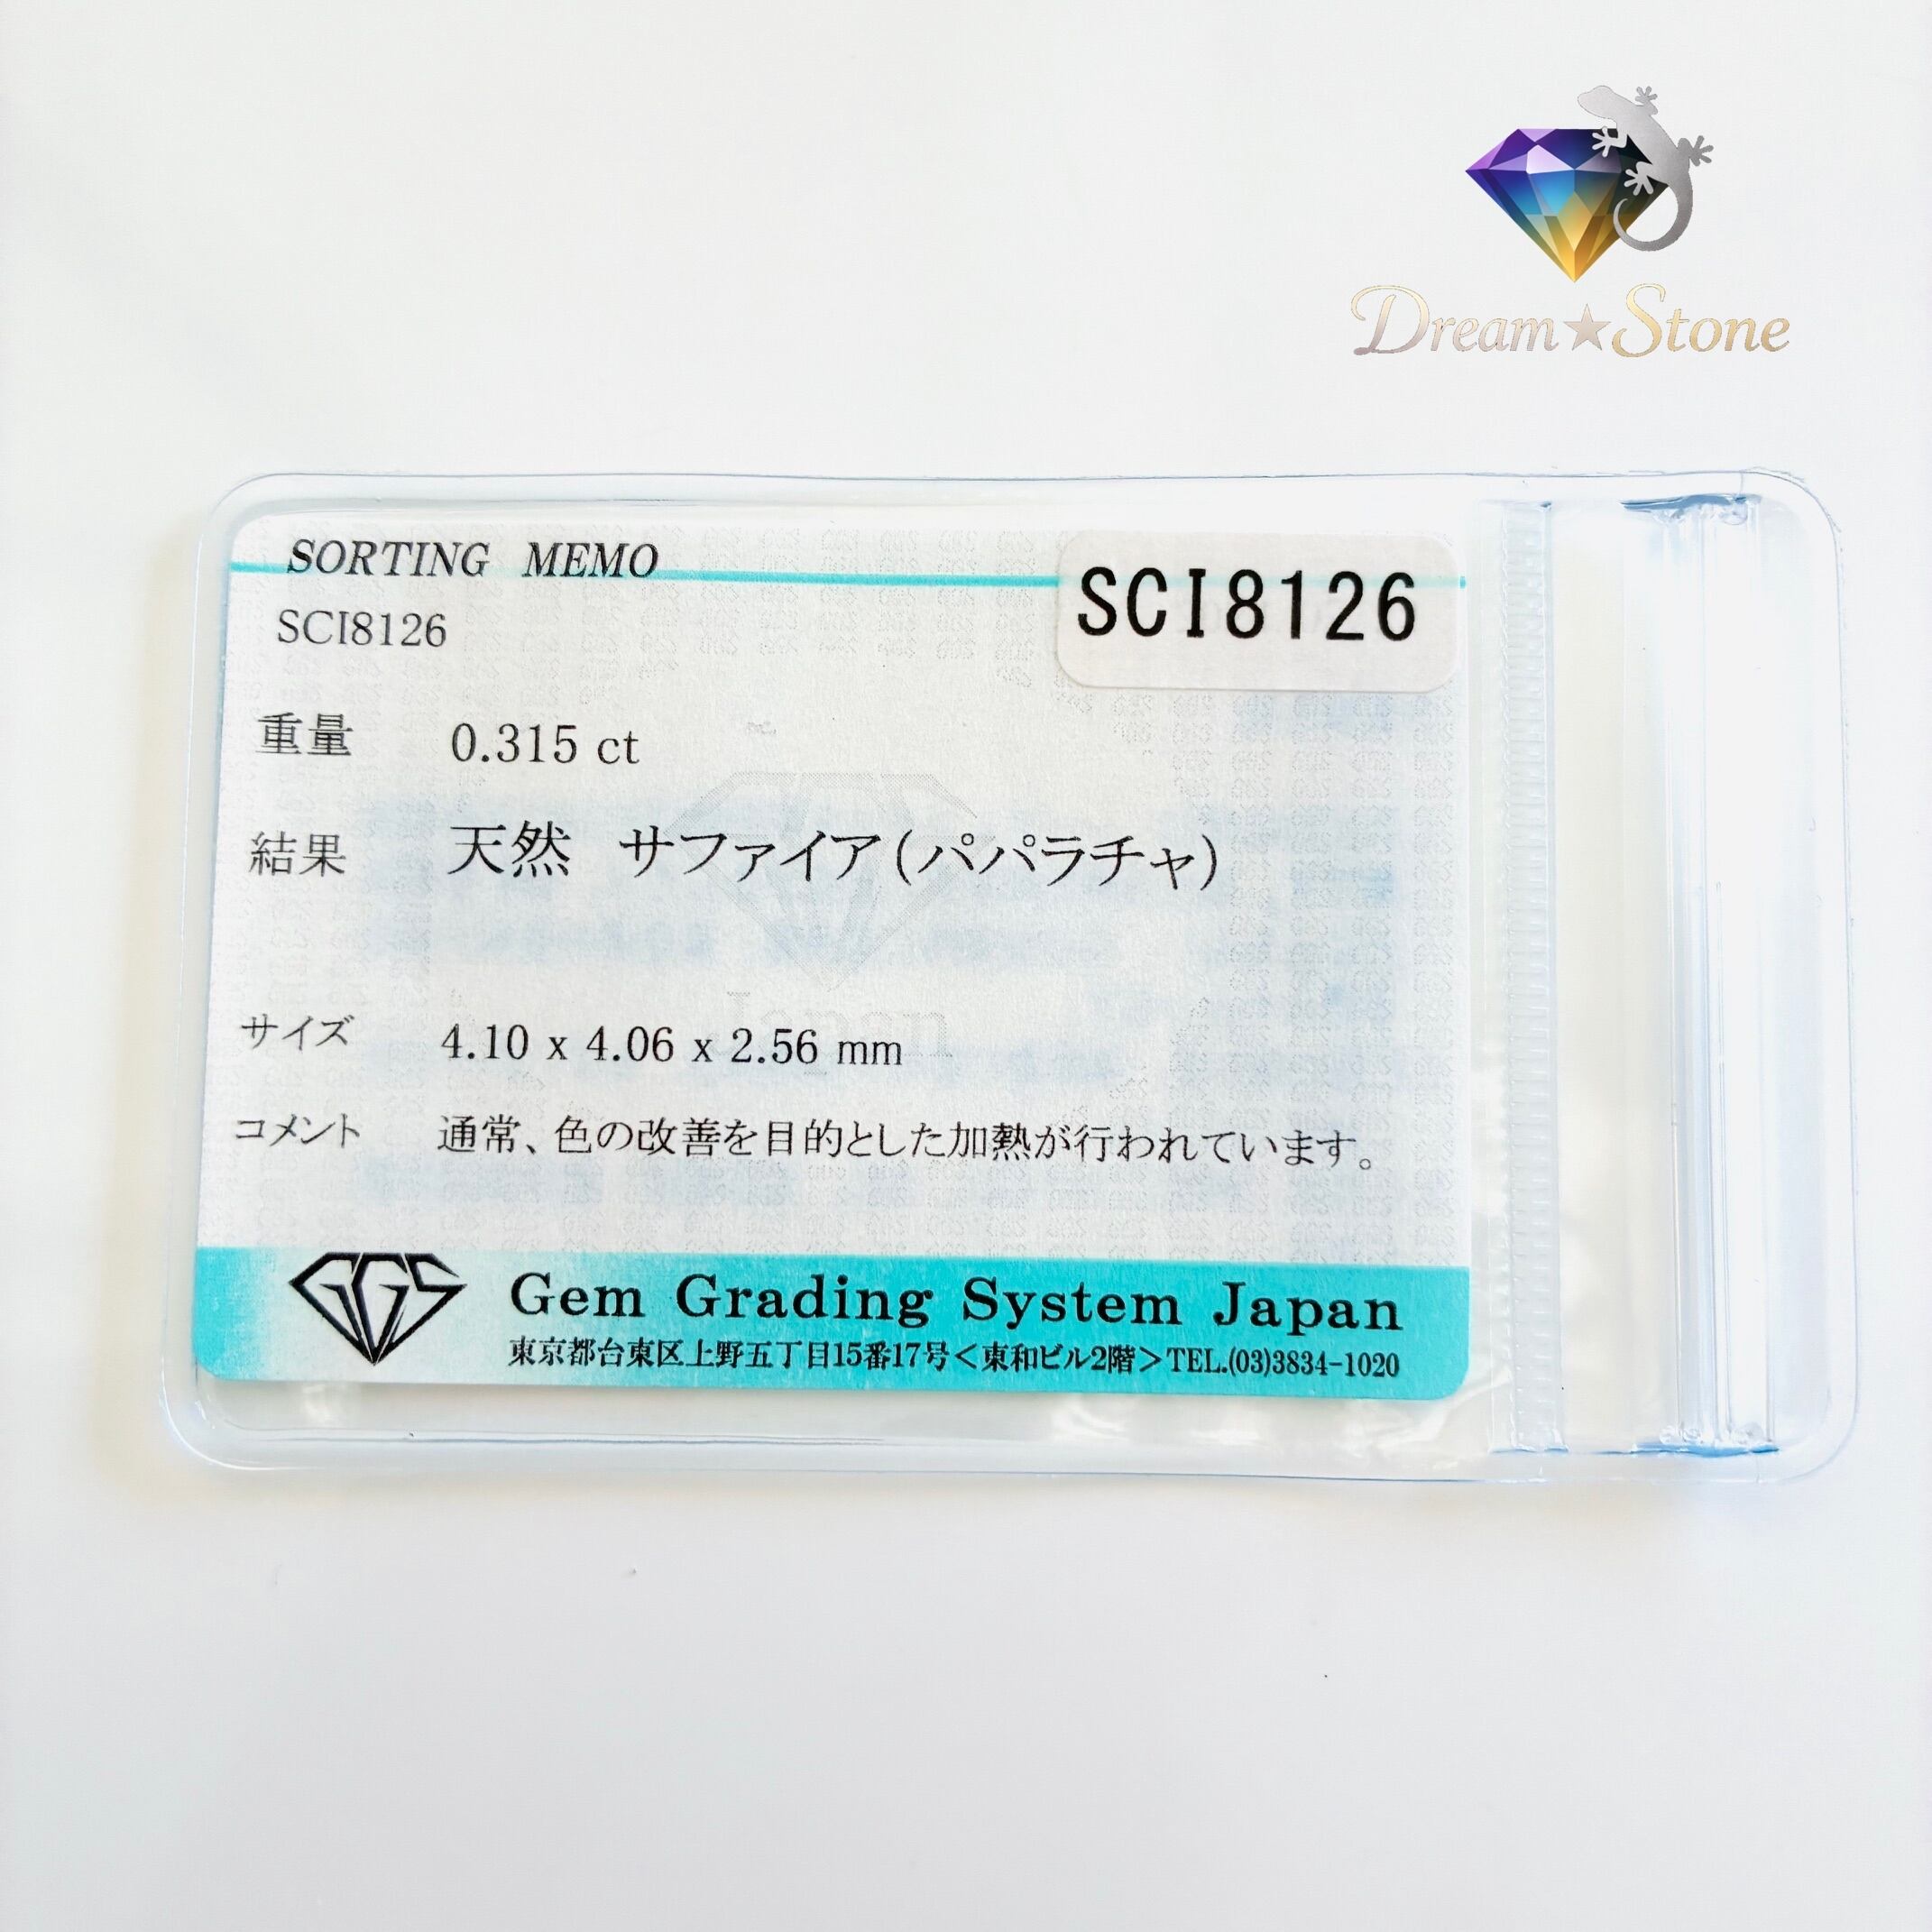 Dream★Stone
SORTING MEMO
SCI8126
SCI8126
重量 0.315 ct
結果 天然 サファイア(パパラチャ)
サイズ 4.10 x 4.06 x 2.56 mm
コメント 通常、色の改善を目的とした加熱が行われています。
GGS
Gem Grading System Japan
東京都台東区上野五丁目15番17号<東和ビル2階>TEL.(03)3834-1020